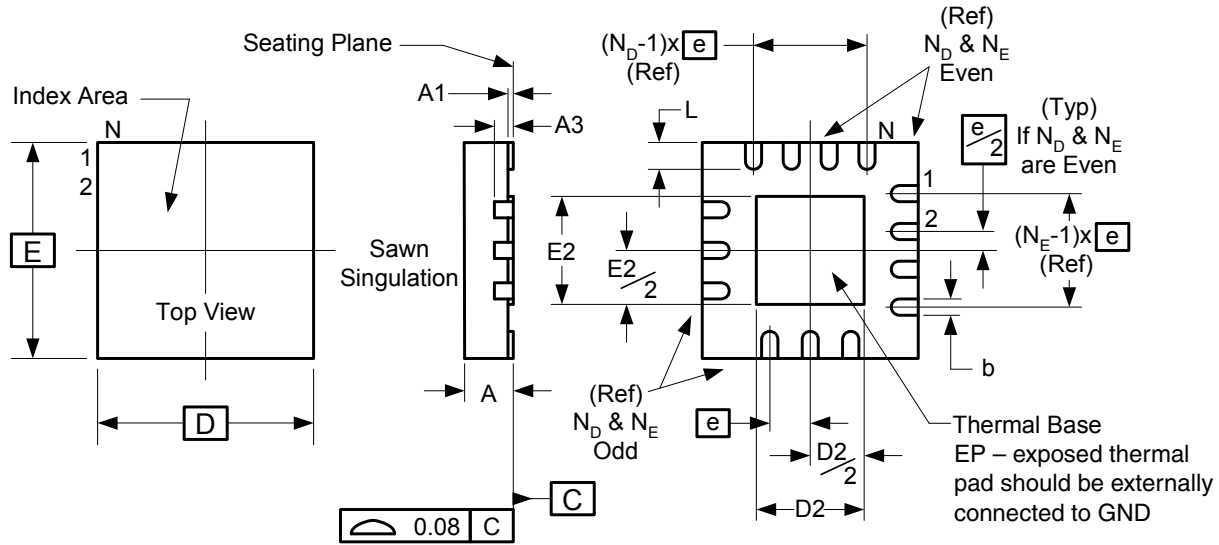 Seating Plane
(N_D-1)x e
(Ref)
(Ref)
N_D & N_E
Even
Index Area
A1
A3
L
N
N
(Typ)
e/2
If N_D & N_E
are Even
1
2
1
2
E
Top View
Sawn
Singulation
E2
E2/2
(N_E-1)x e
(Ref)
b
A
(Ref)
N_D & N_E
Odd
e
D2/2
D2
D
C
0.08 C
Thermal Base
EP – exposed thermal
pad should be externally
connected to GND